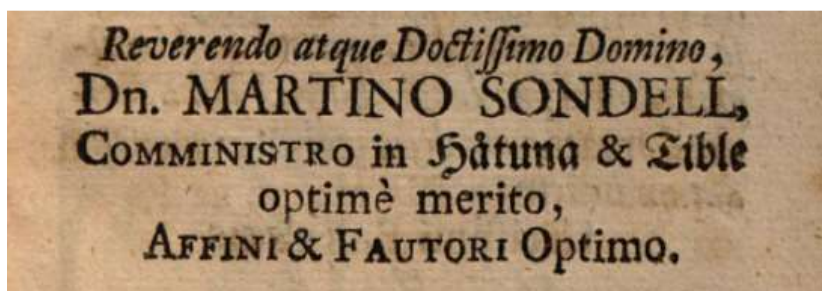 Reverendo atque Doctiſſimo Domino,
Dn. MARTINO SONDELL,
COMMINISTRO in Håtuna & Tible
optimè merito,
AFFINI & FAUTORI Optimo.